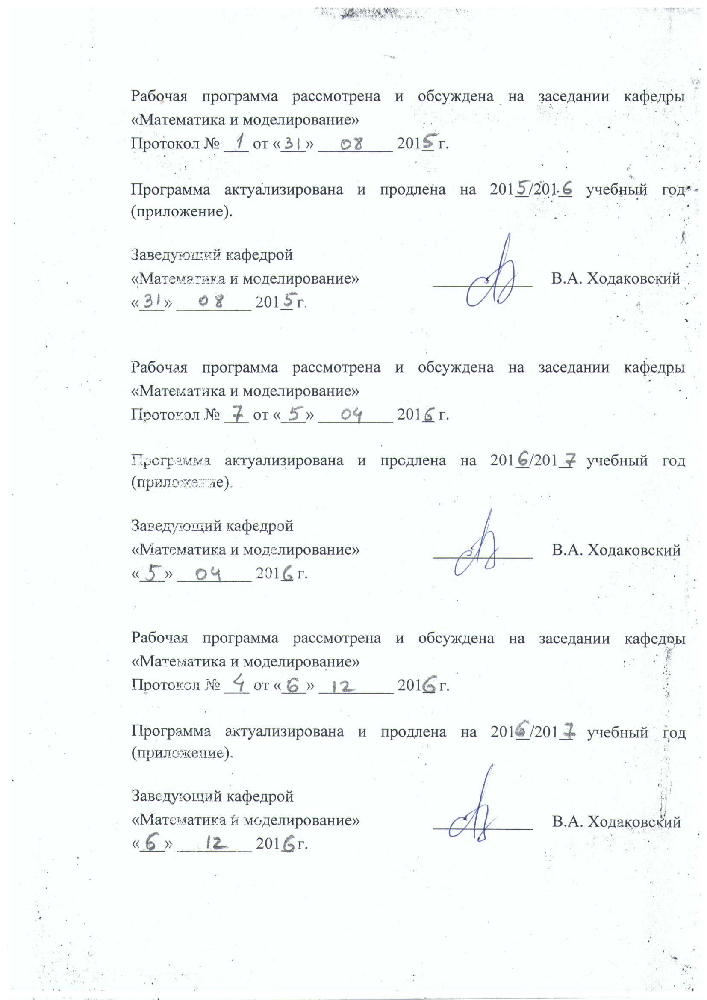 Рабочая программа рассмотрена и обсуждена на заседании кафедры
«Математика и моделирование»
Протокол № 1 от «31» 08 2015 г.
Программа актуализирована и продлена на 2015/2016 учебный год
(приложение).
Заведующий кафедрой
«Математика и моделирование» В.А. Ходаковский
«31» 08 2015 г.
Рабочая программа рассмотрена и обсуждена на заседании кафедры
«Математика и моделирование»
Протокол № 7 от «5» 04 2016 г.
Программа актуализирована и продлена на 2016/2017 учебный год
(приложение).
Заведующий кафедрой
«Математика и моделирование» В.А. Ходаковский
«5» 04 2016 г.
Рабочая программа рассмотрена и обсуждена на заседании кафедры
«Математика и моделирование»
Протокол № 4 от «6» 12 2016 г.
Программа актуализирована и продлена на 2016/2017 учебный год
(приложение).
Заведующий кафедрой
«Математика и моделирование» В.А. Ходаковский
«6» 12 2016 г.